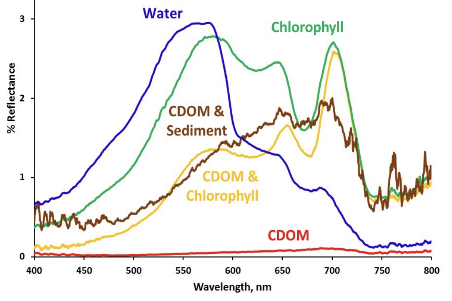 Water
Chlorophyll
CDOM &
Sediment
CDOM &
Chlorophyll
CDOM
% Reflectance
3
2
1
0
400
450
500
550
600
650
700
750
800
Wavelength, nm